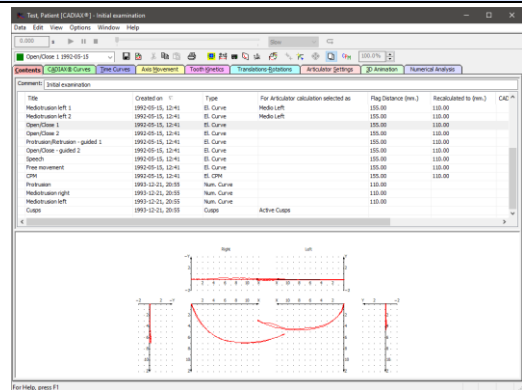 Test, Patient [CADIAX®] - Initial examination
Data Edit View Options Window Help
0.000 s Slow 100.0%
Open/Close 1 1992-05-15
Contents CADIAX® Curves Time Curves Axis Movement Tooth Kinetics Translations-Rotations Articulator Settings 3D Animation Numerical Analysis
Comment: Initial examination
Title Created on Type For Articulator calculation selected as Flag Distance (mm.) Recalculated to (mm.) CAD
Mediotrusion left 1 1992-05-15, 12:41 El. Curve Medio Left 155.00 110.00
Mediotrusion left 2 1992-05-15, 12:41 El. Curve Medio Left 155.00 110.00
Open/Close 1 1992-05-15, 12:41 El. Curve 155.00 110.00
Open/Close 2 1992-05-15, 12:41 El. Curve 155.00 110.00
Protrusion/Retrusion - guided 1 1992-05-15, 12:41 El. Curve 155.00 110.00
Open/Close - guided 2 1992-05-15, 12:41 El. Curve 155.00 110.00
Speech 1992-05-15, 12:41 El. Curve 155.00 110.00
Free movement 1992-05-15, 12:41 El. Curve 155.00 110.00
CPM 1992-05-15, 12:41 El. Curve 155.00 110.00
Protrusion 1993-12-21, 20:55 Num. Curve 110.00
Mediotrusion right 1993-12-21, 20:55 Num. Curve 110.00
Mediotrusion left 1993-12-21, 20:55 Num. Curve 110.00
Cusps 1993-12-21, 20:55 Cusps Active Cusps
Right Left
For Help, press F1